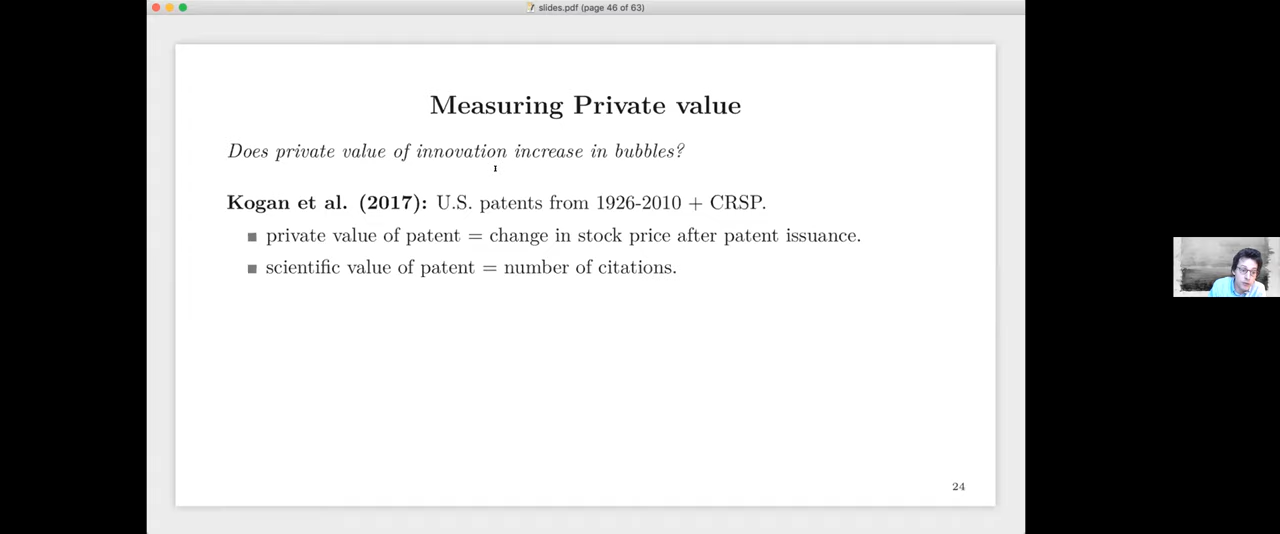 slides.pdf (page 46 of 63)
Measuring Private value
Does private value of innovation increase in bubbles?
Kogan et al. (2017): U.S. patents from 1926-2010 + CRSP.
■ private value of patent = change in stock price after patent issuance.
■ scientific value of patent = number of citations.
24